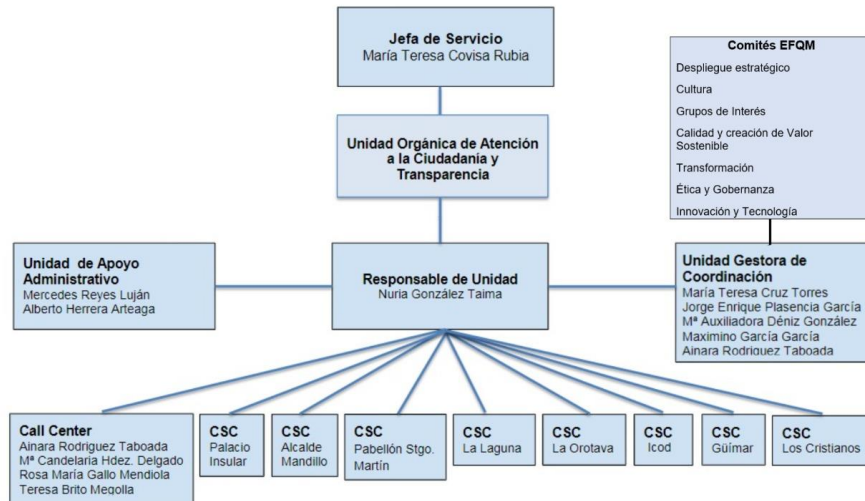 Jefa de Servicio
María Teresa Covisa Rubia
Comités EFQM
Despliegue estratégico
Cultura
Grupos de Interés
Calidad y creación de Valor
Sostenible
Transformación
Ética y Gobernanza
Innovación y Tecnología
Unidad Orgánica de Atención
a la Ciudadanía y
Transparencia
Unidad de Apoyo
Administrativo
Mercedes Reyes Luján
Alberto Herrera Arteaga
Responsable de Unidad
Nuria González Taima
Unidad Gestora de
Coordinación
María Teresa Cruz Torres
Jorge Enrique Plasencia García
Mª Auxiliadora Déniz González
Maximino García García
Ainara Rodriguez Taboada
Call Center
Ainara Rodriguez Taboada
Mª Candelaria Hdez. Delgado
Rosa María Gallo Mendiola
Teresa Brito Megolla
CSC
Palacio
Insular
CSC
Alcalde
Mandillo
CSC
Pabellón Stgo.
Martín
CSC
La Laguna
CSC
La Orotava
CSC
Icod
CSC
Güímar
CSC
Los Cristianos